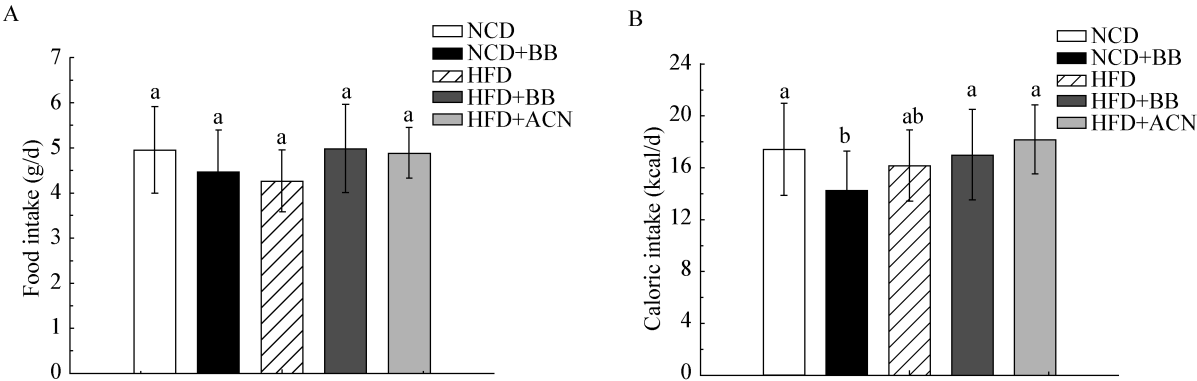 A
NCD
NCD+BB
HFD
HFD+BB
HFD+ACN
7
6
5
4
3
2
1
0
Food intake (g/d)
a
a
a
a
a
B
NCD
NCD+BB
HFD
HFD+BB
HFD+ACN
24
20
16
12
8
4
0
Caloric intake (kcal/d)
a
b
ab
a
a